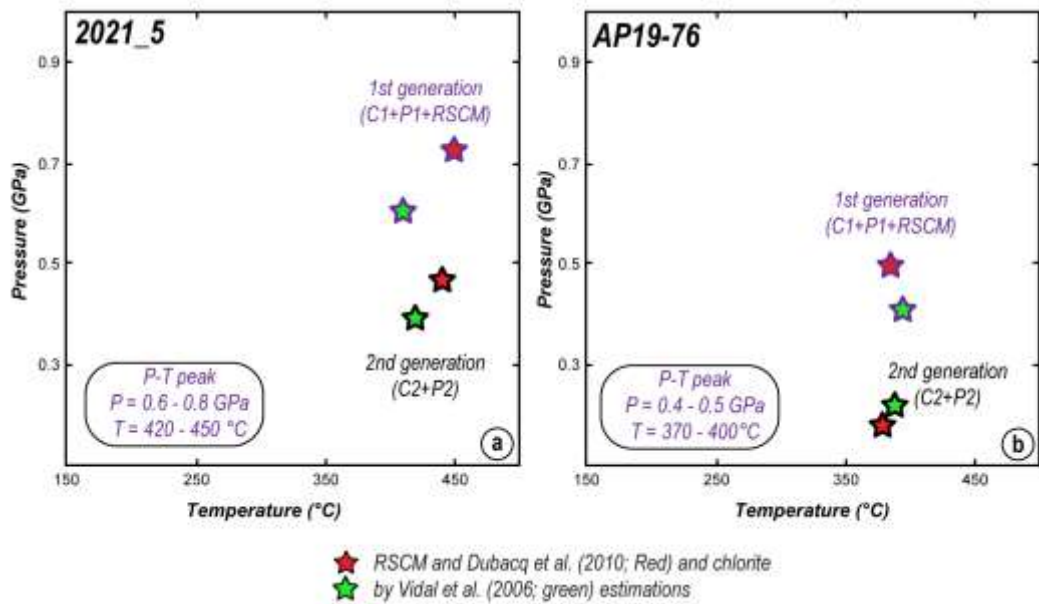 2021_5
0.9
0.7
0.5
0.3
Pressure (GPa)
1st generation
(C1+P1+RSCM)
2nd generation
(C2+P2)
P-T peak
P = 0.6 - 0.8 GPa
T = 420 - 450 °C
a
150
250
350
450
Temperature (°C)
AP19-76
0.9
0.7
0.5
0.3
Pressure (GPa)
1st generation
(C1+P1+RSCM)
2nd generation
(C2+P2)
P-T peak
P = 0.4 - 0.5 GPa
T = 370 - 400°C
b
150
250
350
450
Temperature (°C)
RSCM and Dubacq et al. (2010; Red) and chlorite
by Vidal et al. (2006; green) estimations